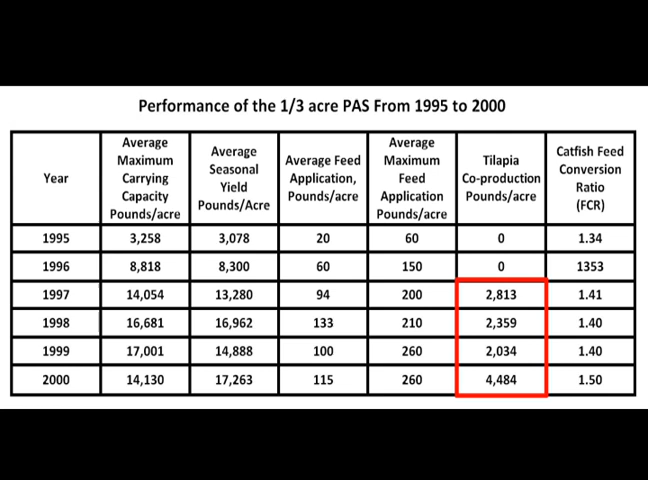 Performance of the 1/3 acre PAS From 1995 to 2000
Year
Average
Maximum
Carrying
Capacity
Pounds/acre
Average
Seasonal
Yield
Pounds/Acre
Average Feed
Application,
Pounds/acre
Average
Maximum
Feed
Application
Pounds/acre
Tilapia
Co-production
Pounds/acre
Catfish Feed
Conversion
Ratio
(FCR)
1995 3,258 3,078 20 60 0 1.34
1996 8,818 8,300 60 150 0 1353
1997 14,054 13,280 94 200 2,813 1.41
1998 16,681 16,962 133 210 2,359 1.40
1999 17,001 14,888 100 260 2,034 1.40
2000 14,130 17,263 115 260 4,484 1.50